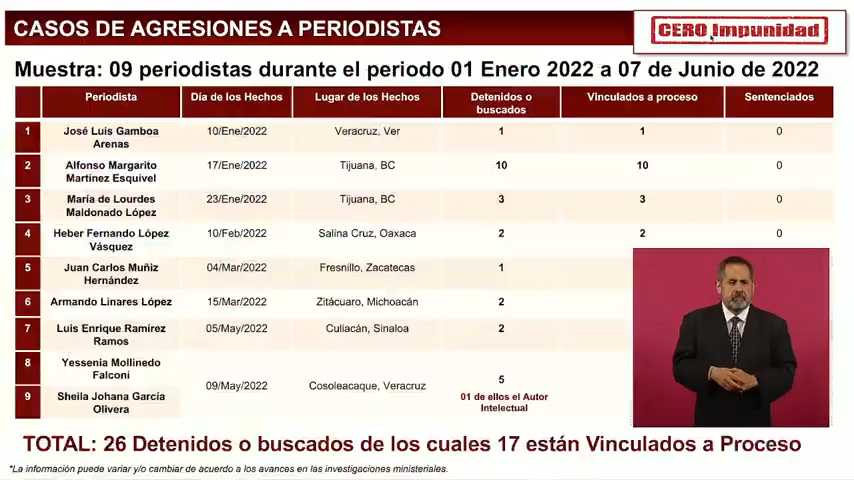 CASOS DE AGRESIONES A PERIODISTAS
CERO Impunidad
Muestra: 09 periodistas durante el periodo 01 Enero 2022 a 07 de Junio de 2022
Periodista Día de los Hechos Lugar de los Hechos Detenidos o buscados Vinculados a proceso Sentenciados
1 José Luis Gamboa Arenas 10/Ene/2022 Veracruz, Ver 1 1 0
2 Alfonso Margarito Martínez Esquivel 17/Ene/2022 Tijuana, BC 10 10 0
3 María de Lourdes Maldonado López 23/Ene/2022 Tijuana, BC 3 3 0
4 Heber Fernando López Vásquez 10/Feb/2022 Salina Cruz, Oaxaca 2 2 0
5 Juan Carlos Muñiz Hernández 04/Mar/2022 Fresnillo, Zacatecas 1
6 Armando Linares López 15/Mar/2022 Zitácuaro, Michoacán 2
7 Luis Enrique Ramírez Ramos 05/May/2022 Culiacán, Sinaloa 2
8 Yessenia Mollinedo Falconi
9 Sheila Johana García Olivera
09/May/2022 Cosoleacaque, Veracruz 5
01 de ellos el Autor Intelectual
TOTAL: 26 Detenidos o buscados de los cuales 17 están Vinculados a Proceso
*La información puede variar y/o cambiar de acuerdo a los avances en las investigaciones ministeriales.